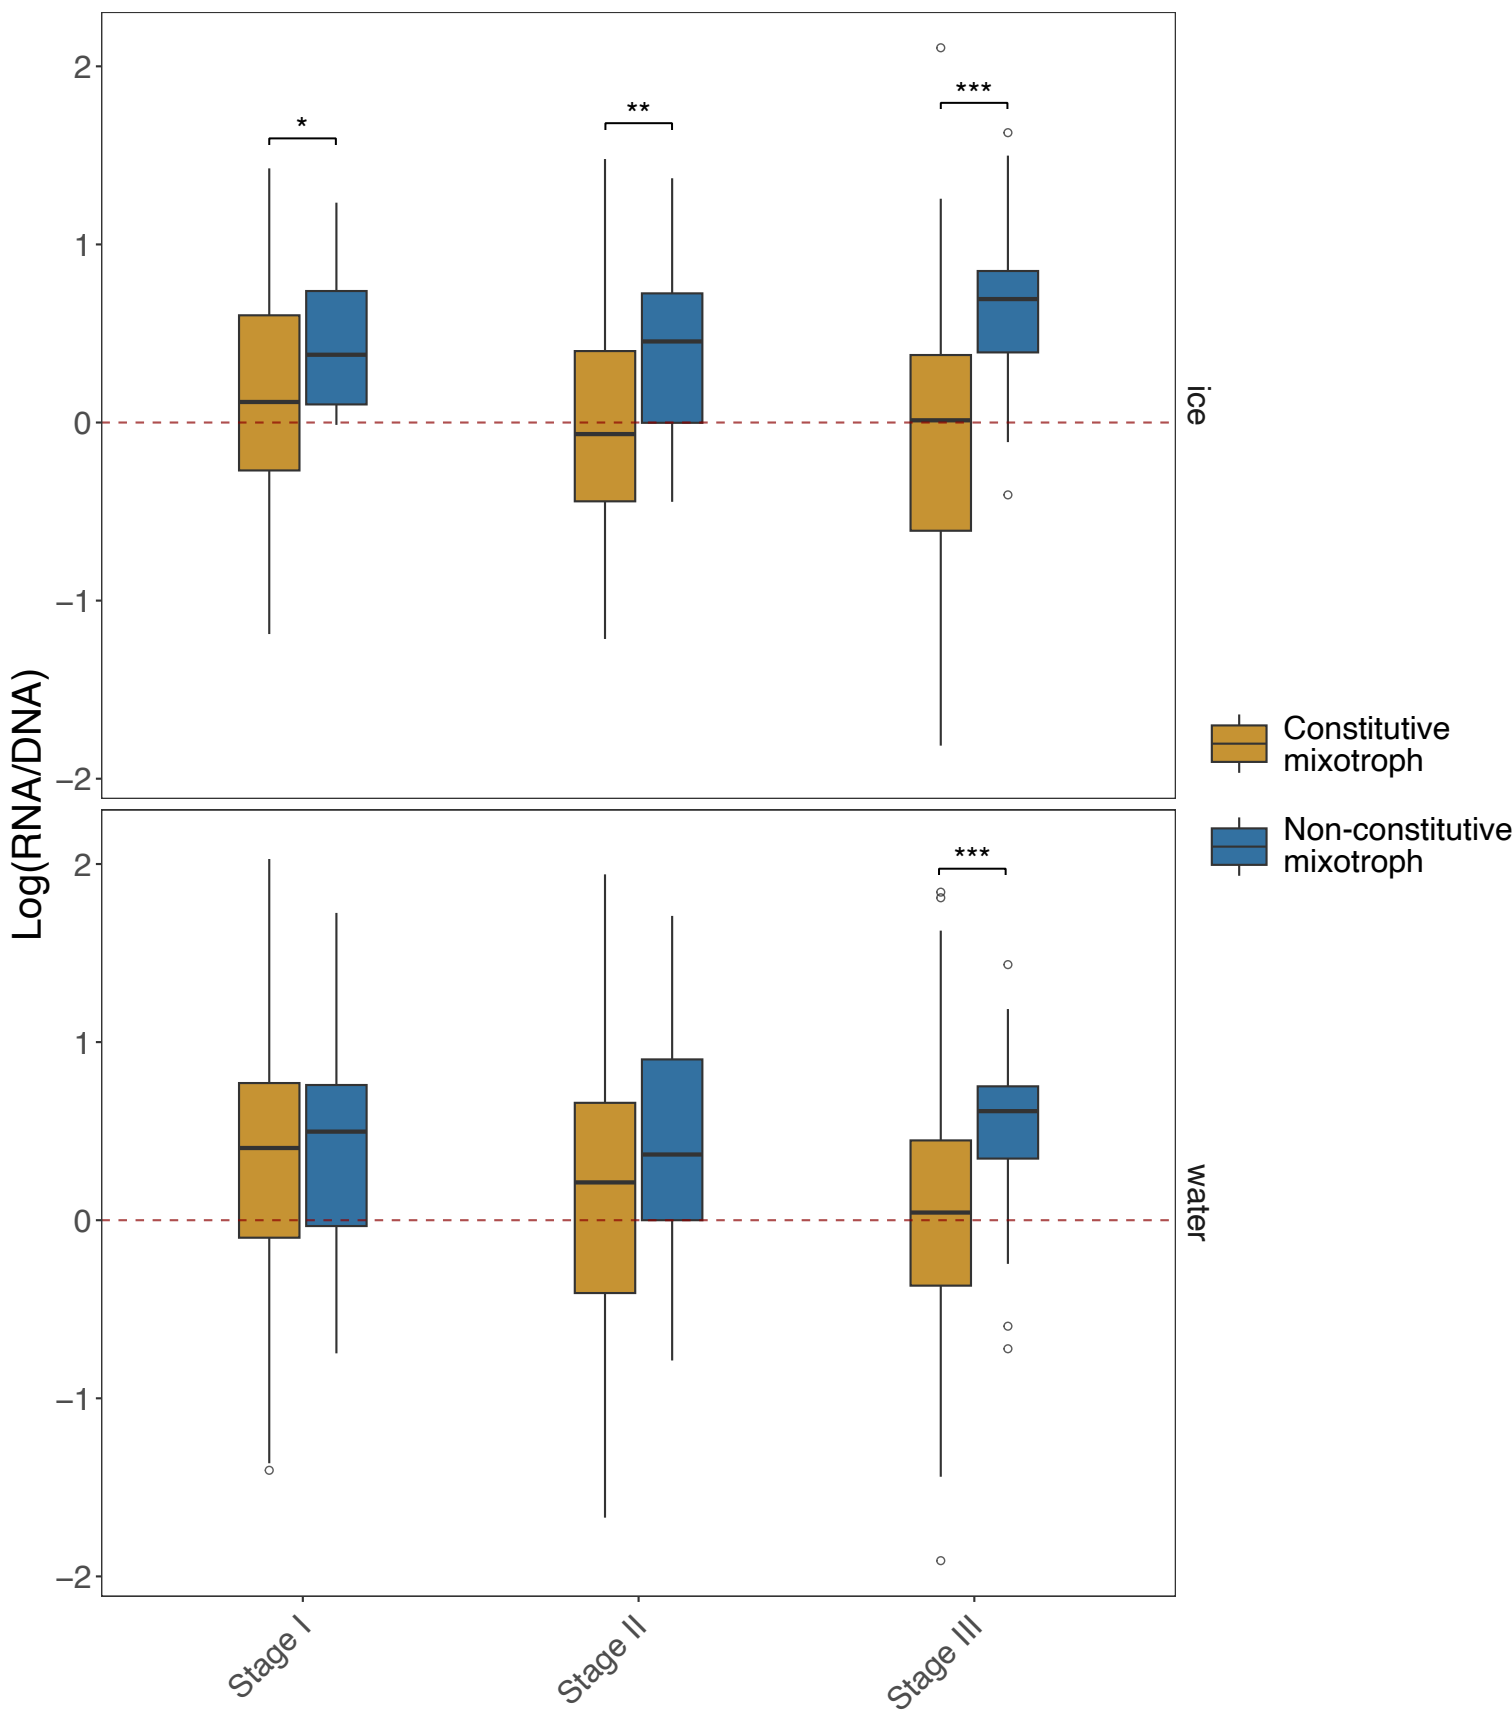 Log(RNA/DNA)
2
1
0
−1
−2
*
**
***
ice
2
1
0
−1
−2
***
water
Stage I
Stage II
Stage III
Constitutive
mixotroph
Non-constitutive
mixotroph